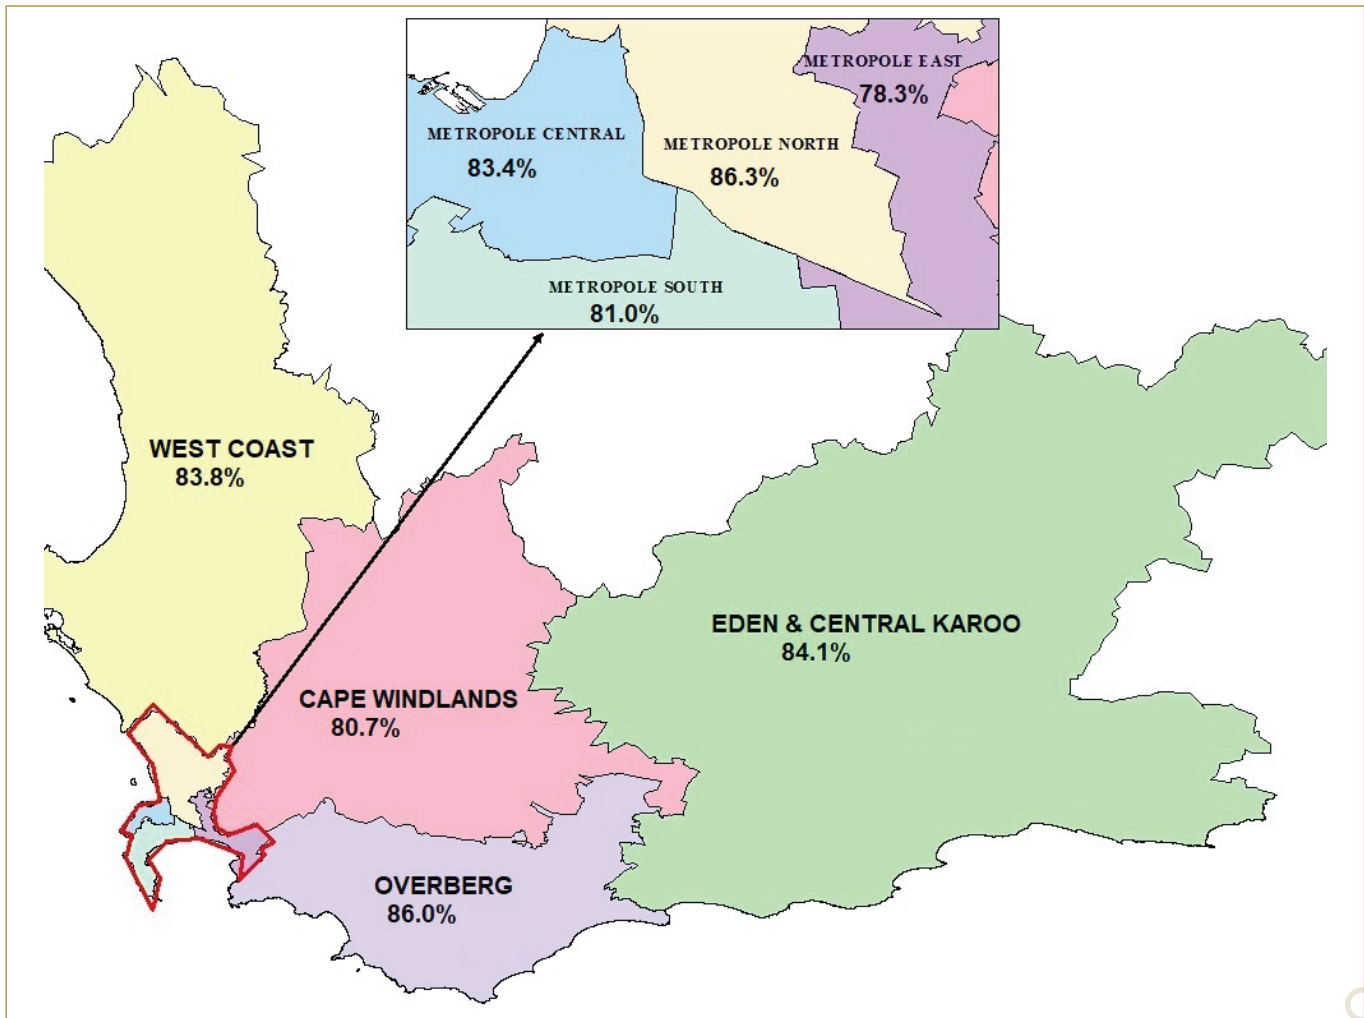 METROPOLE EAST
78.3%
METROPOLE CENTRAL
83.4%
METROPOLE NORTH
86.3%
METROPOLE SOUTH
81.0%
WEST COAST
83.8%
EDEN & CENTRAL KAROO
84.1%
CAPE WINDLANDS
80.7%
OVERBERG
86.0%